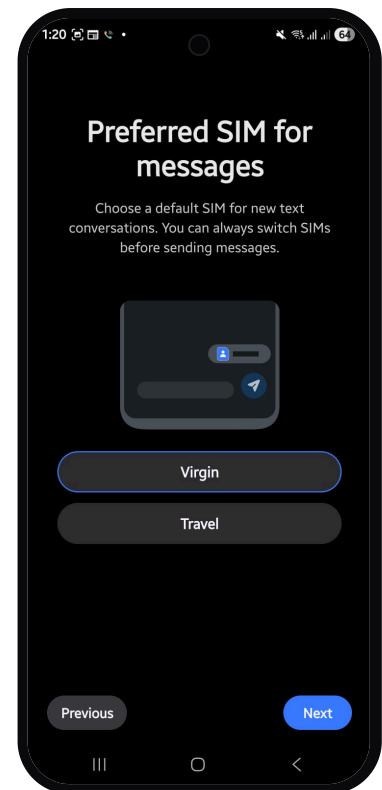 1:20
64
Preferred SIM for
messages
Choose a default SIM for new text
conversations. You can always switch SIMs
before sending messages.
Virgin
Travel
Previous
Next